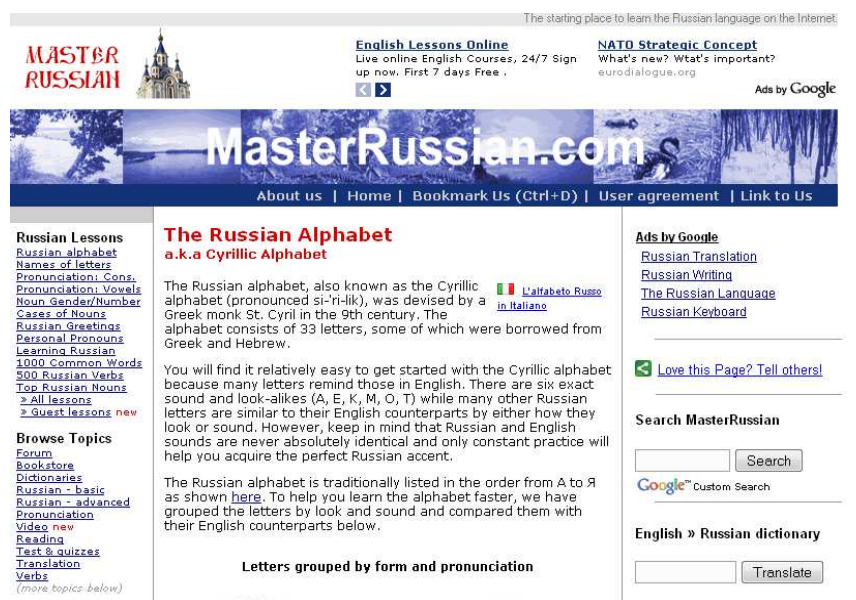 The starting place to learn the Russian language on the Internet.
MASTER
RUSSIAN
English Lessons Online
Live online English Courses, 24/7 Sign
up now. First 7 days Free .
NATO Strategic Concept
What's new? Wtat's important?
eurodialogue.org
Ads by Google
MasterRussian.com
About us | Home | Bookmark Us (Ctrl+D) | User agreement | Link to Us
Russian Lessons
Russian alphabet
Names of letters
Pronunciation: Cons.
Pronunciation: Vowels
Noun Gender/Number
Cases of Nouns
Russian Greetings
Personal Pronouns
Learning Russian
1000 Common Words
500 Russian Verbs
Top Russian Nouns
» All lessons
» Guest lessons new
Browse Topics
Forum
Bookstore
Dictionaries
Russian - basic
Russian - advanced
Pronunciation
Video new
Reading
Test & quizzes
Translation
Verbs
(more topics below)
The Russian Alphabet
a.k.a Cyrillic Alphabet
The Russian alphabet, also known as the Cyrillic
alphabet (pronounced si-'ri-lik), was devised by a
Greek monk St. Cyril in the 9th century. The
alphabet consists of 33 letters, some of which were borrowed from
Greek and Hebrew.
L'alfabeto Russo
in Italiano
You will find it relatively easy to get started with the Cyrillic alphabet
because many letters remind those in English. There are six exact
sound and look-alikes (A, E, K, M, O, T) while many other Russian
letters are similar to their English counterparts by either how they
look or sound. However, keep in mind that Russian and English
sounds are never absolutely identical and only constant practice will
help you acquire the perfect Russian accent.
The Russian alphabet is traditionally listed in the order from А to Я
as shown here. To help you learn the alphabet faster, we have
grouped the letters by look and sound and compared them with
their English counterparts below.
Letters grouped by form and pronunciation
Ads by Google
Russian Translation
Russian Writing
The Russian Language
Russian Keyboard
Love this Page? Tell others!
Search MasterRussian
Search
Google™ Custom Search
English » Russian dictionary
Translate